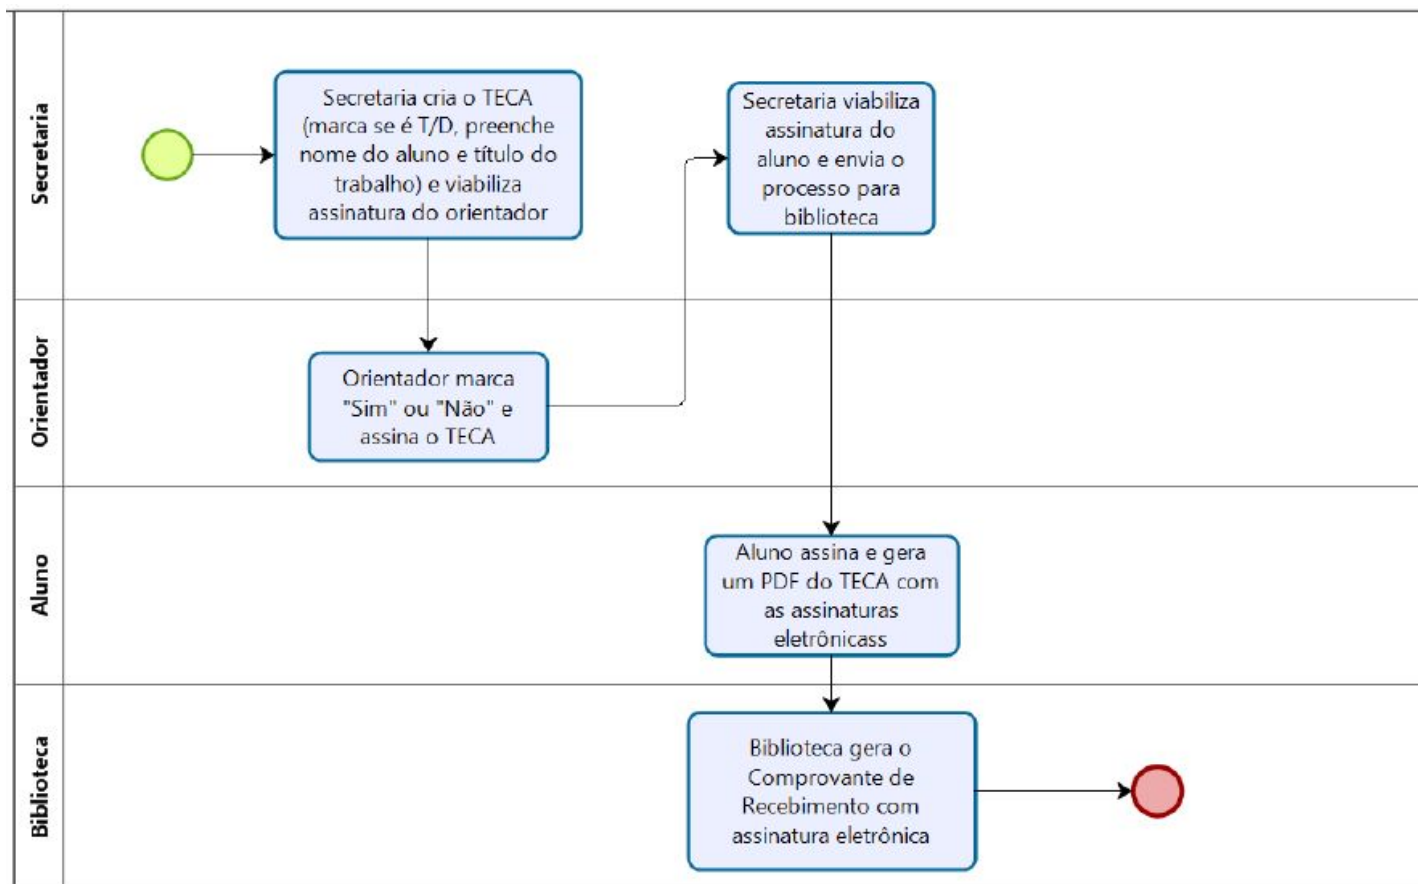 Secretaria
Secretaria cria o TECA
(marca se é T/D, preenche
nome do aluno e título do
trabalho) e viabiliza
assinatura do orientador
Secretaria viabiliza
assinatura do
aluno e envia o
processo para
biblioteca
Orientador
Orientador marca
"Sim" ou "Não" e
assina o TECA
Aluno
Aluno assina e gera
um PDF do TECA com
as assinaturas
eletrônicass
Biblioteca
Biblioteca gera o
Comprovante de
Recebimento com
assinatura eletrônica